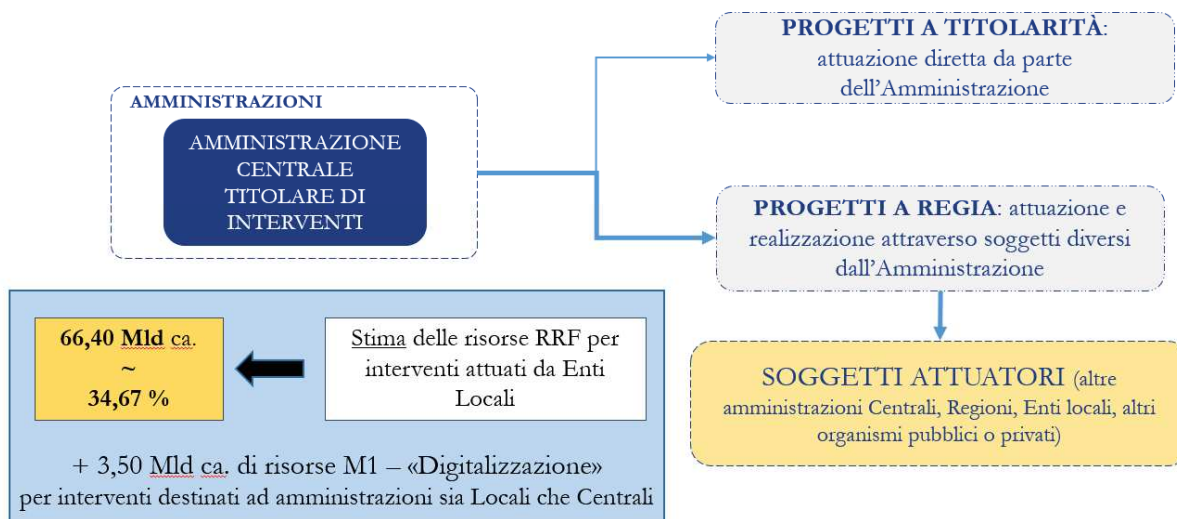 AMMINISTRAZIONI
AMMINISTRAZIONE
CENTRALE
TITOLARE DI
INTERVENTI
PROGETTI A TITOLARITÀ:
attuazione diretta da parte
dell'Amministrazione
PROGETTI A REGIA: attuazione e
realizzazione attraverso soggetti diversi
dall'Amministrazione
SOGGETTI ATTUATORI (altre
amministrazioni Centrali, Regioni, Enti locali, altri
organismi pubblici o privati)
66,40 Mld ca.
~
34,67 %
Stima delle risorse RRF per
interventi attuati da Enti
Locali
+ 3,50 Mld ca. di risorse M1 – «Digitalizzazione»
per interventi destinati ad amministrazioni sia Locali che Centrali